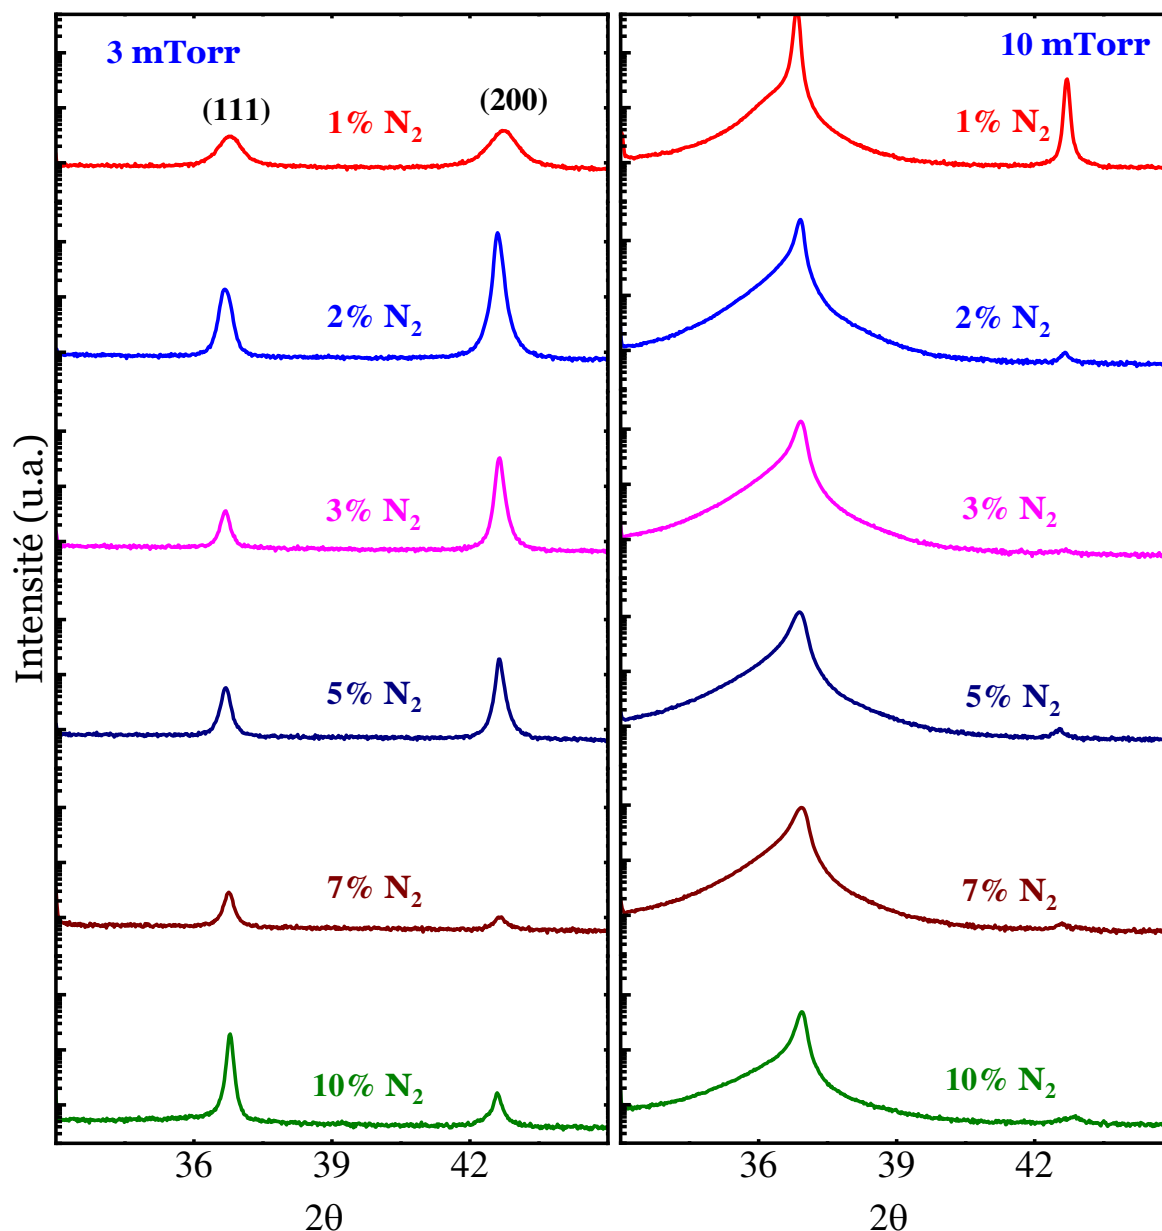 Intensité (u.a.)
3 mTorr
(111)
(200)
1% N₂
2% N₂
3% N₂
5% N₂
7% N₂
10% N₂
36 39 42
2θ
10 mTorr
1% N₂
2% N₂
3% N₂
5% N₂
7% N₂
10% N₂
36 39 42
2θ